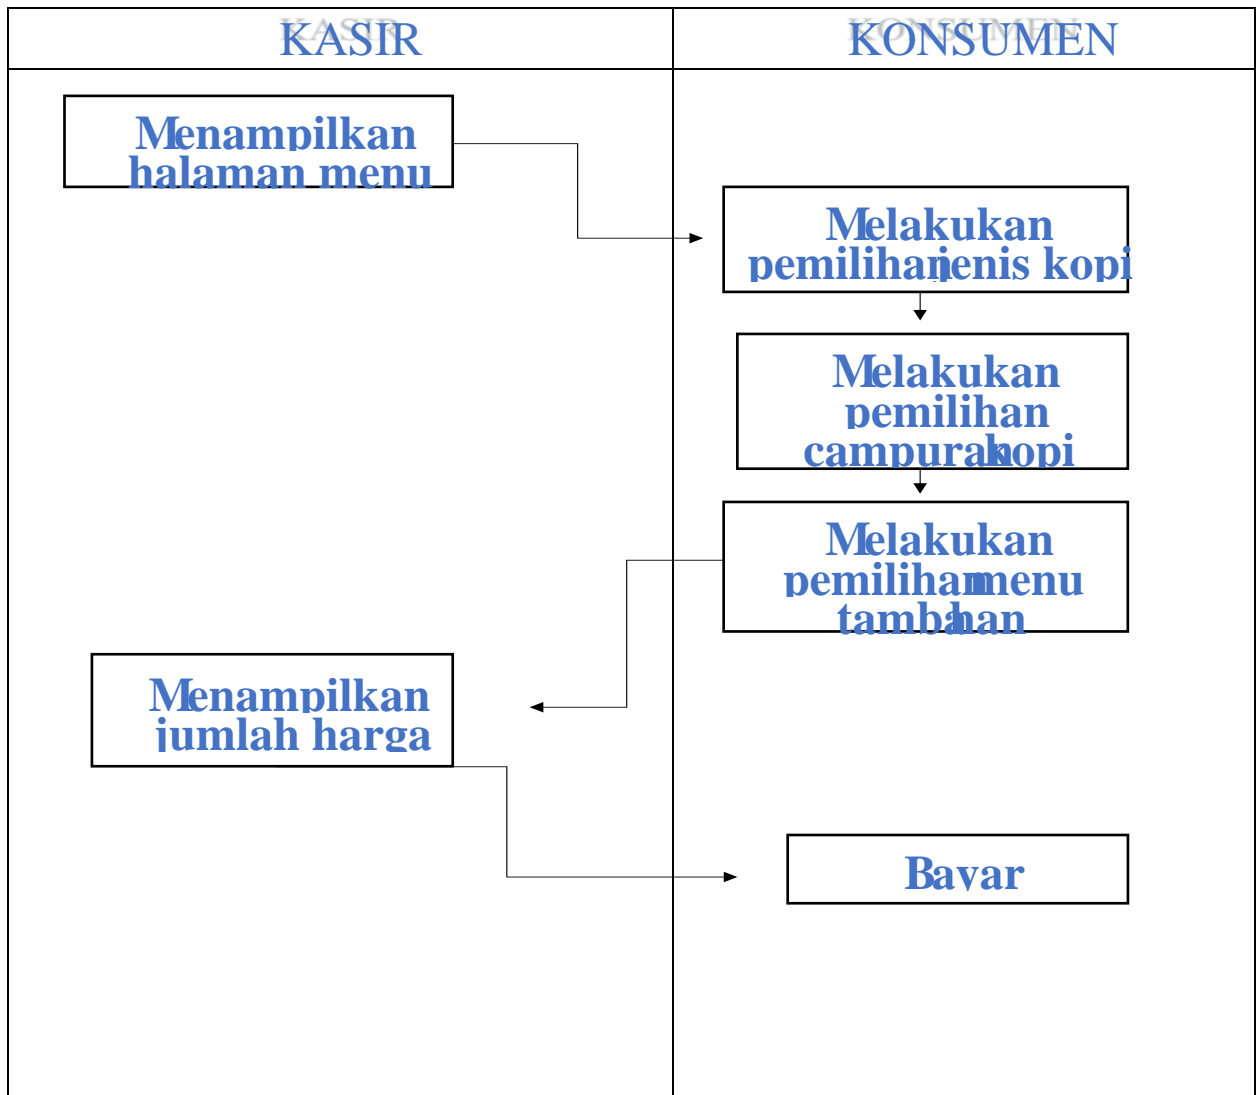 KASIR
KONSUMEN
Menampilkan
halaman menu
Melakukan
pemilihan jenis kopi
Melakukan
pemilihan
campuran kopi
Melakukan
pemilihan menu
tambahan
Menampilkan
jumlah harga
Bayar